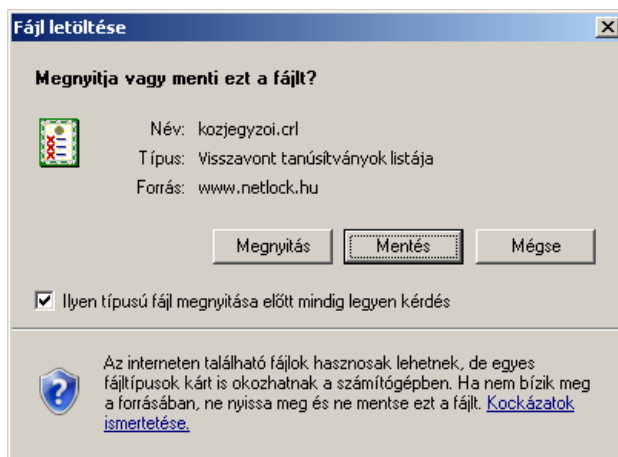 Fájl letöltése
Megnyitja vagy menti ezt a fájlt?
Név: kozjegyzoi.crl
Típus: Visszavont tanúsítványok listája
Forrás: www.netlock.hu
Megnyitás Mentés Mégse
Ilyen típusú fájl megnyitása előtt mindig legyen kérdés
Az interneten található fájlok hasznosak lehetnek, de egyes
fájltípusok kárt is okozhatnak a számítógépben. Ha nem bízik meg
a forrásában, ne nyissa meg és ne mentse ezt a fájlt. Kockázatok
ismertetése.